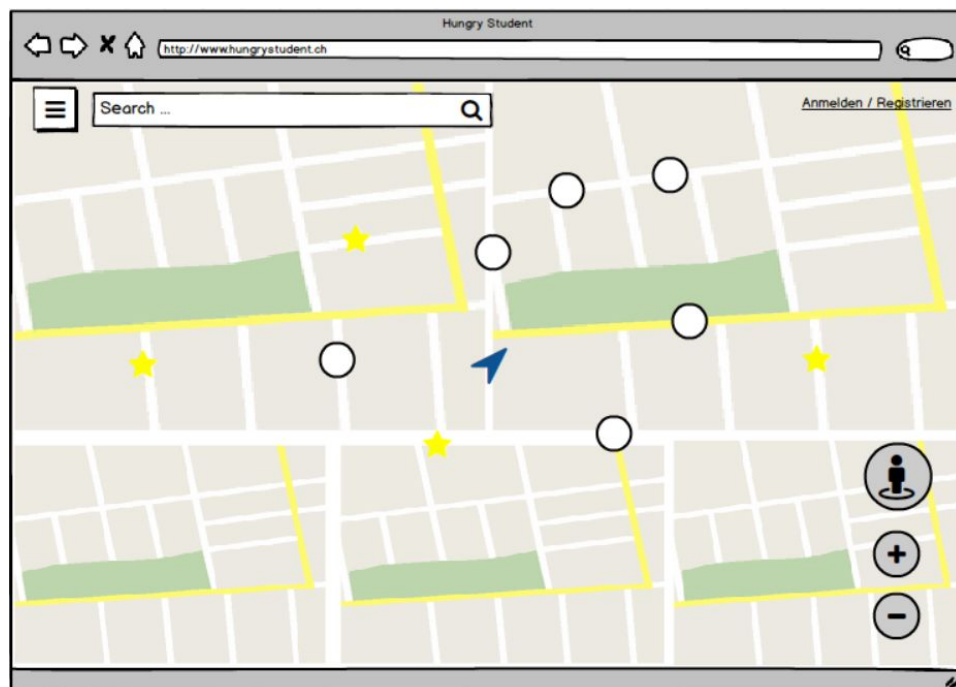 Hungry Student
http://www.hungrystudent.ch
Search ...
Anmelden / Registrieren